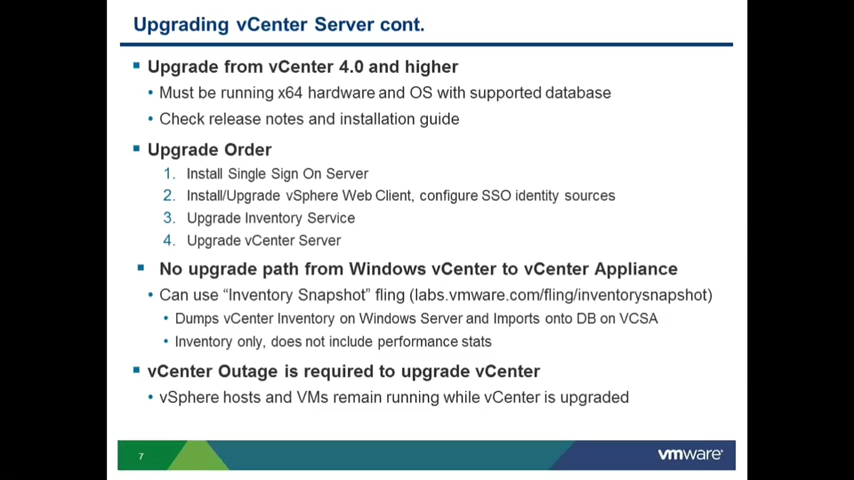 Upgrading vCenter Server cont.
Upgrade from vCenter 4.0 and higher
Must be running x64 hardware and OS with supported database
Check release notes and installation guide
Upgrade Order
1. Install Single Sign On Server
2. Install/Upgrade vSphere Web Client, configure SSO identity sources
3. Upgrade Inventory Service
4. Upgrade vCenter Server
No upgrade path from Windows vCenter to vCenter Appliance
Can use “Inventory Snapshot” fling (labs.vmware.com/fling/inventorysnapshot)
Dumps vCenter Inventory on Windows Server and Imports onto DB on VCSA
Inventory only, does not include performance stats
vCenter Outage is required to upgrade vCenter
vSphere hosts and VMs remain running while vCenter is upgraded
7
vmware